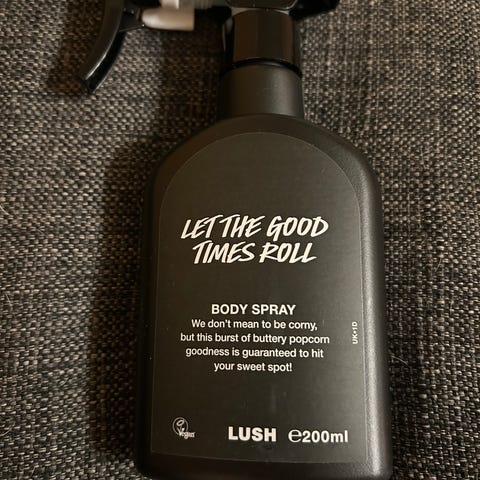 LET THE GOOD
TIMES ROLL
BODY SPRAY
We don't mean to be corny,
but this burst of buttery popcorn
goodness is guaranteed to hit
your sweet spot!
UK+1D
Vegan
LUSH ℮200ml